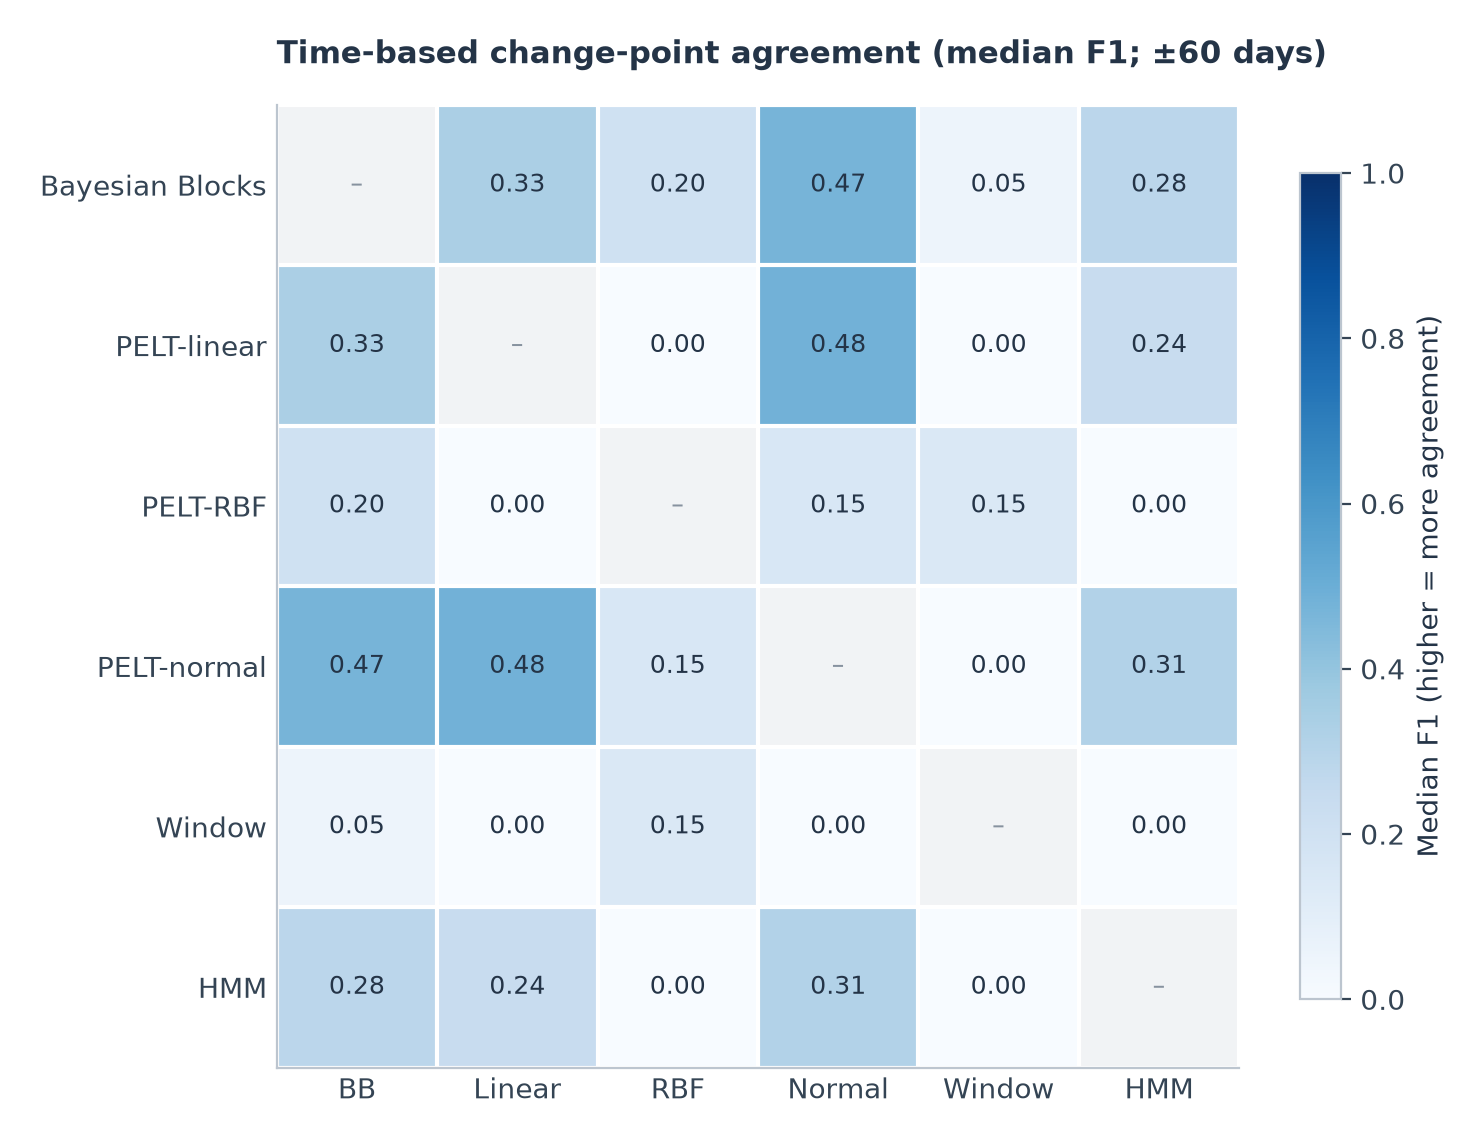 Time-based change-point agreement (median F1; ±60 days)
Bayesian Blocks – 0.33 0.20 0.47 0.05 0.28
PELT-linear 0.33 – 0.00 0.48 0.00 0.24
PELT-RBF 0.20 0.00 – 0.15 0.15 0.00
PELT-normal 0.47 0.48 0.15 – 0.00 0.31
Window 0.05 0.00 0.15 0.00 – 0.00
HMM 0.28 0.24 0.00 0.31 0.00 –
BB Linear RBF Normal Window HMM
1.0
0.8
0.6
0.4
0.2
0.0
Median F1 (higher = more agreement)